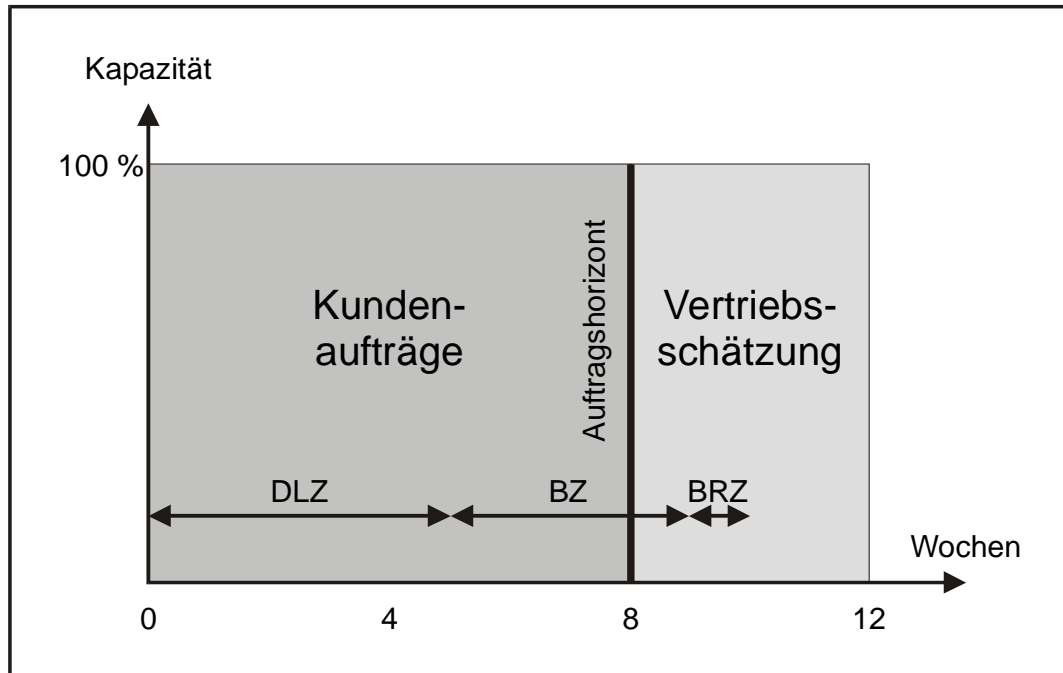 Kapazität
100 %
Kunden-
aufträge
Auftragshorizont
Vertriebs-
schätzung
DLZ
BZ
BRZ
Wochen
0
4
8
12